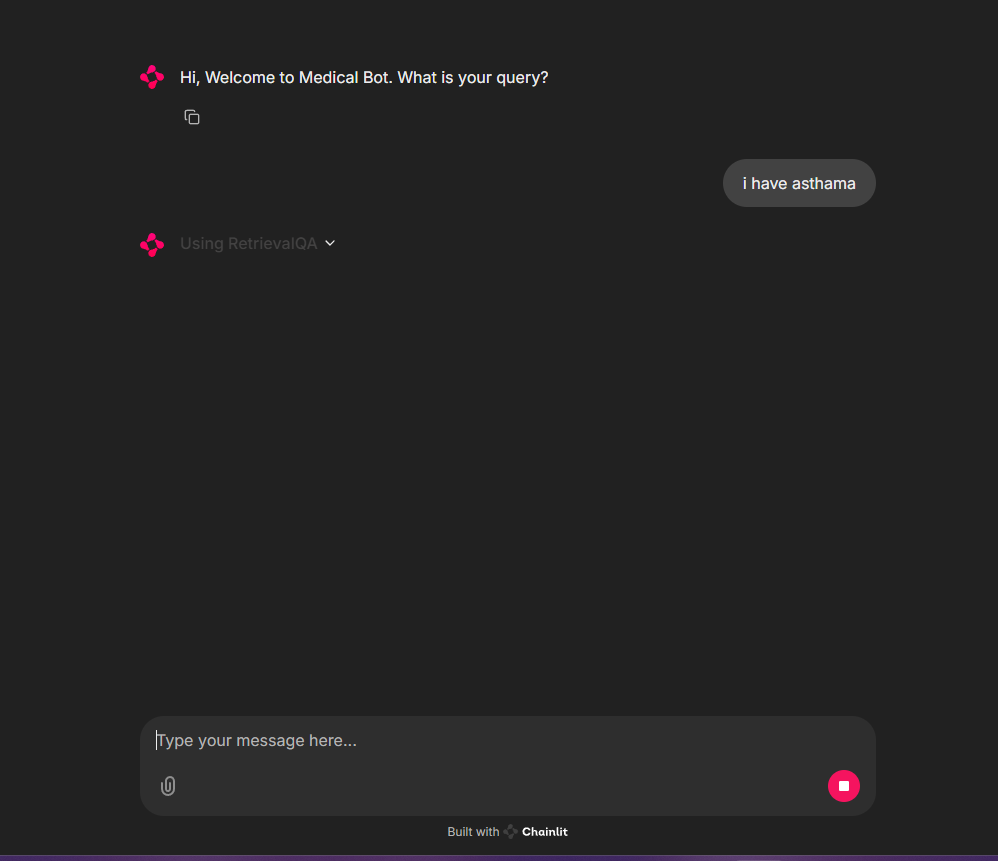 Hi, Welcome to Medical Bot. What is your query?
i have asthama
Using RetrievalQA
Type your message here...
Built with Chainlit